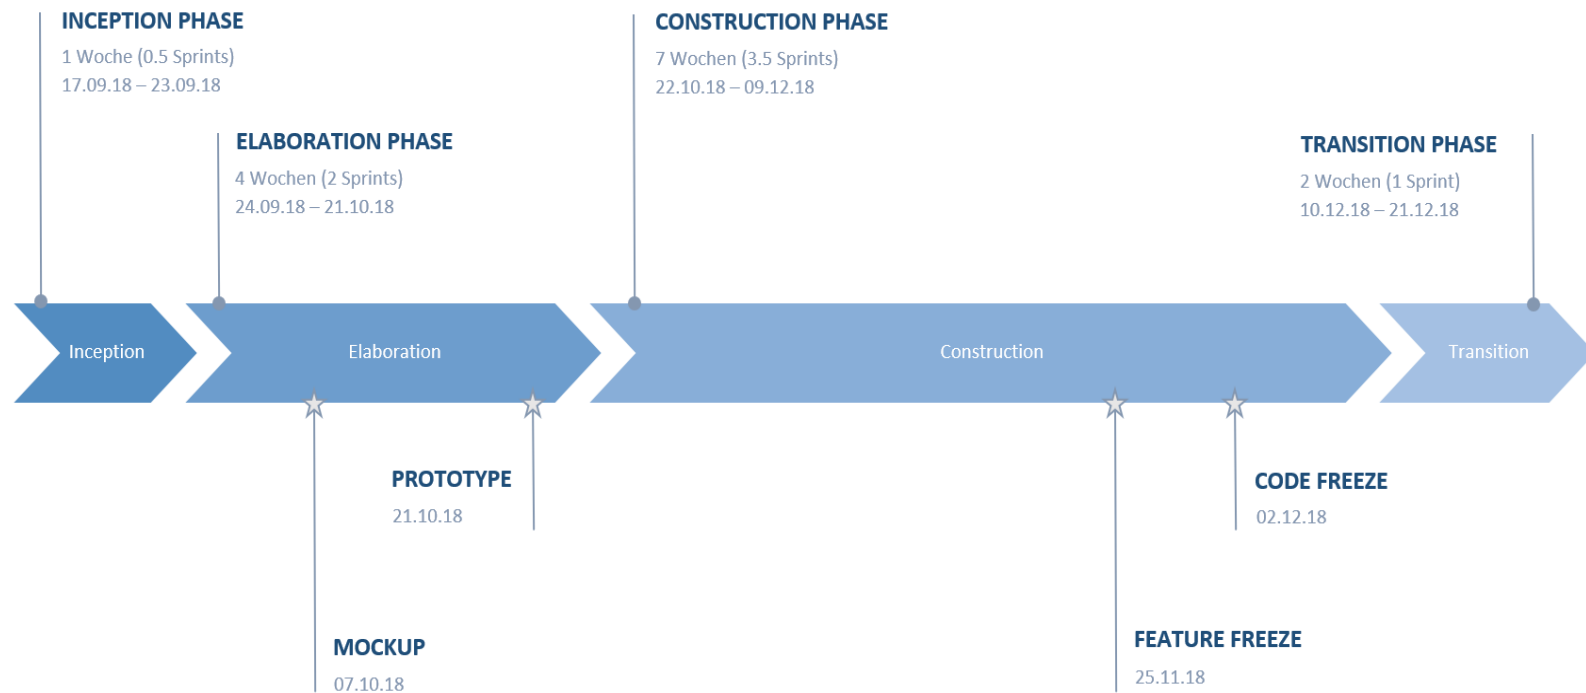 INCEPTION PHASE
1 Woche (0.5 Sprints)
17.09.18 – 23.09.18
CONSTRUCTION PHASE
7 Wochen (3.5 Sprints)
22.10.18 – 09.12.18
ELABORATION PHASE
4 Wochen (2 Sprints)
24.09.18 – 21.10.18
TRANSITION PHASE
2 Wochen (1 Sprint)
10.12.18 – 21.12.18
Inception
Elaboration
Construction
Transition
PROTOTYPE
21.10.18
CODE FREEZE
02.12.18
MOCKUP
07.10.18
FEATURE FREEZE
25.11.18